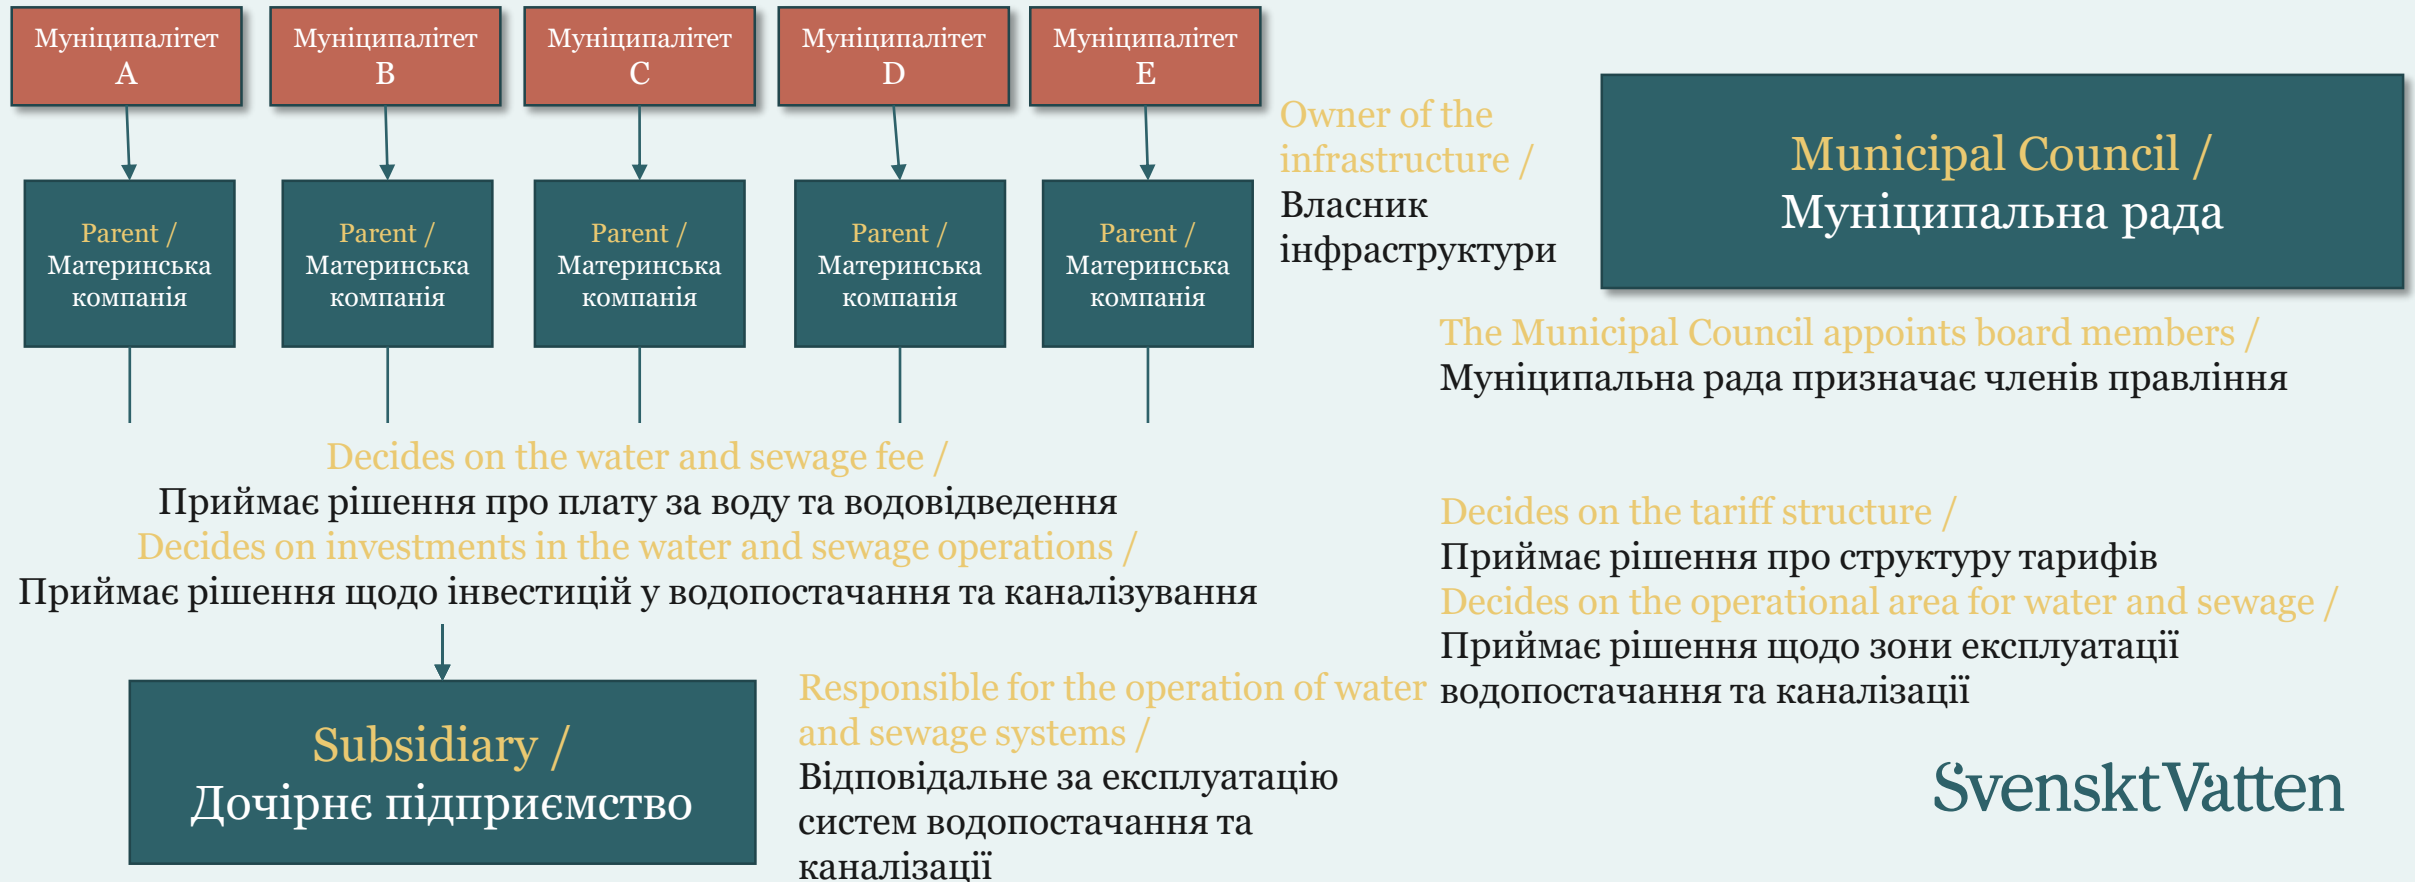 Муніципалітет
A
Муніципалітет
B
Муніципалітет
C
Муніципалітет
D
Муніципалітет
E
Parent /
Материнська
компанія
Parent /
Материнська
компанія
Parent /
Материнська
компанія
Parent /
Материнська
компанія
Parent /
Материнська
компанія
Owner of the
infrastructure /
Власник
інфраструктури
Municipal Council /
Муніципальна рада
The Municipal Council appoints board members /
Муніципальна рада призначає членів правління
Decides on the water and sewage fee /
Приймає рішення про плату за воду та водовідведення
Decides on investments in the water and sewage operations /
Приймає рішення щодо інвестицій у водопостачання та каналізування
Decides on the tariff structure /
Приймає рішення про структуру тарифів
Decides on the operational area for water and sewage /
Приймає рішення щодо зони експлуатації
водопостачання та каналізації
Subsidiary /
Дочірнє підприємство
Responsible for the operation of water
and sewage systems /
Відповідальне за експлуатацію
систем водопостачання та
каналізації
Svenskt Vatten